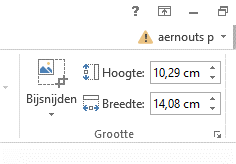 ?
aernouts p
Bijsnijden
Hoogte: 10,29 cm
Breedte: 14,08 cm
Grootte